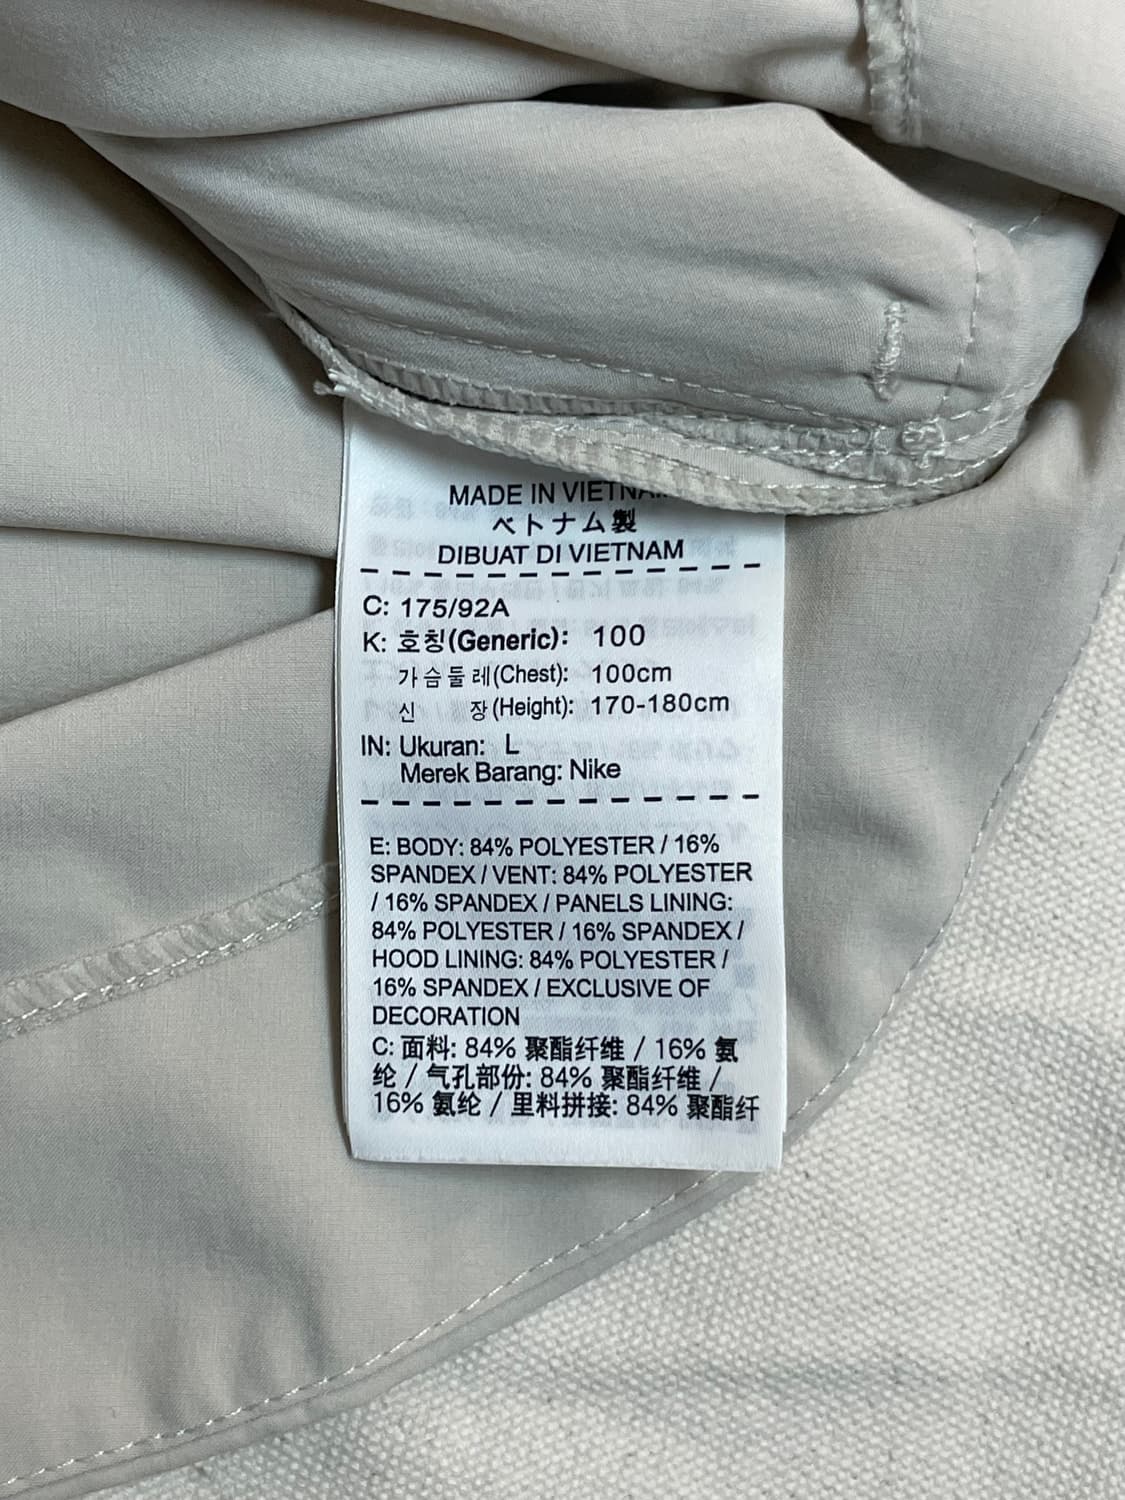 MADE IN VIETNAM
ベトナム製
DIBUAT DI VIETNAM
C: 175/92A
K: 호칭(Generic): 100
가슴둘레(Chest): 100cm
신 장(Height): 170-180cm
IN: Ukuran: L
Merek Barang: Nike
E: BODY: 84% POLYESTER / 16%
SPANDEX / VENT: 84% POLYESTER
/ 16% SPANDEX / PANELS LINING:
84% POLYESTER / 16% SPANDEX /
HOOD LINING: 84% POLYESTER /
16% SPANDEX / EXCLUSIVE OF
DECORATION
C: 面料: 84% 聚酯纤维 / 16% 氨
纶 / 气孔部份: 84% 聚酯纤维 /
16% 氨纶 / 里料拼接: 84% 聚酯纤